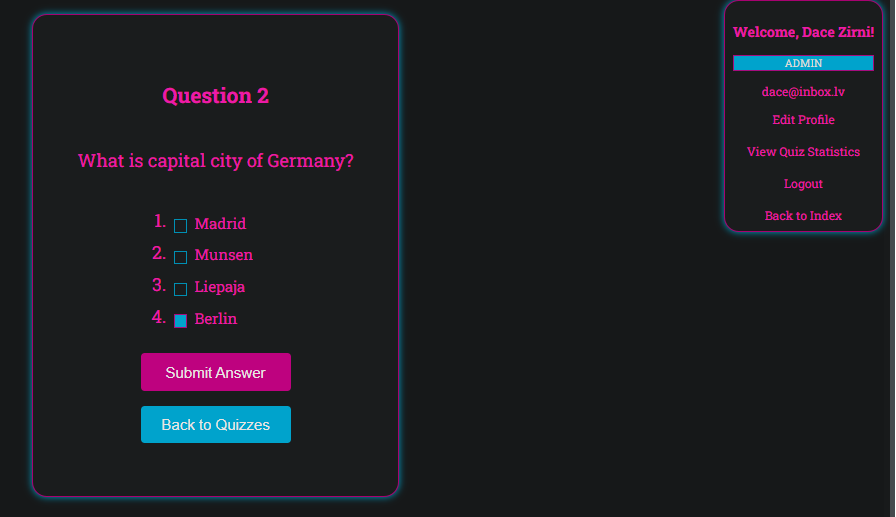 Question 2
What is capital city of Germany?
1. Madrid
2. Munsen
3. Liepaja
4. Berlin
Submit Answer
Back to Quizzes
Welcome, Dace Zirni!
ADMIN
dace@inbox.lv
Edit Profile
View Quiz Statistics
Logout
Back to Index